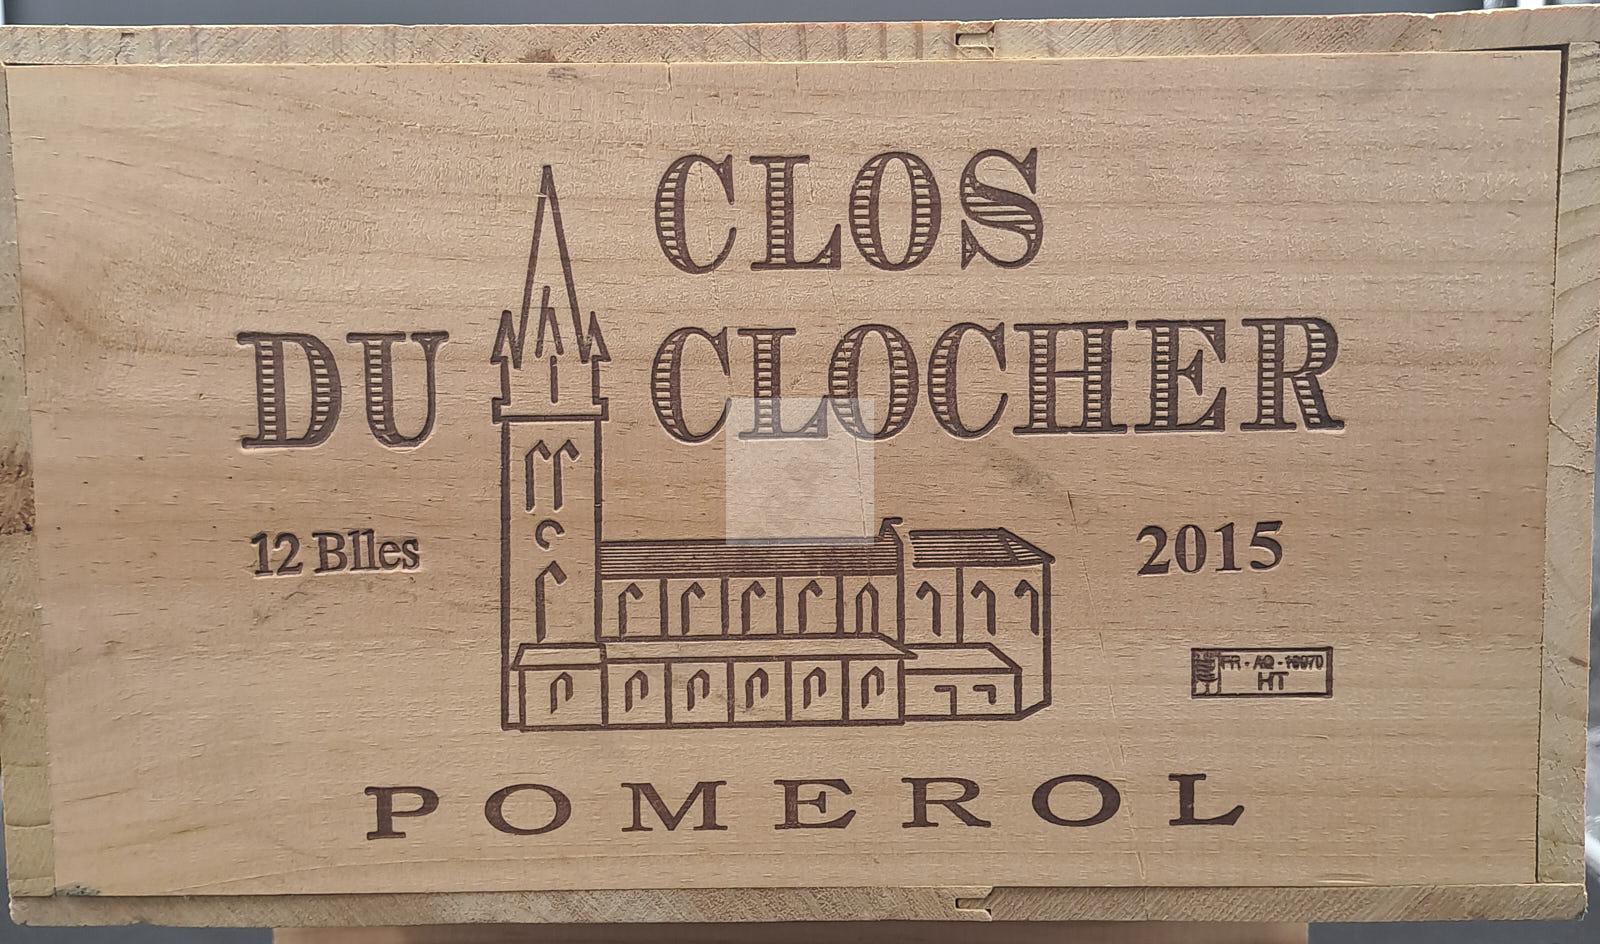 CLOS
DU CLOCHER
12 Blles
2015
HT
POMEROL